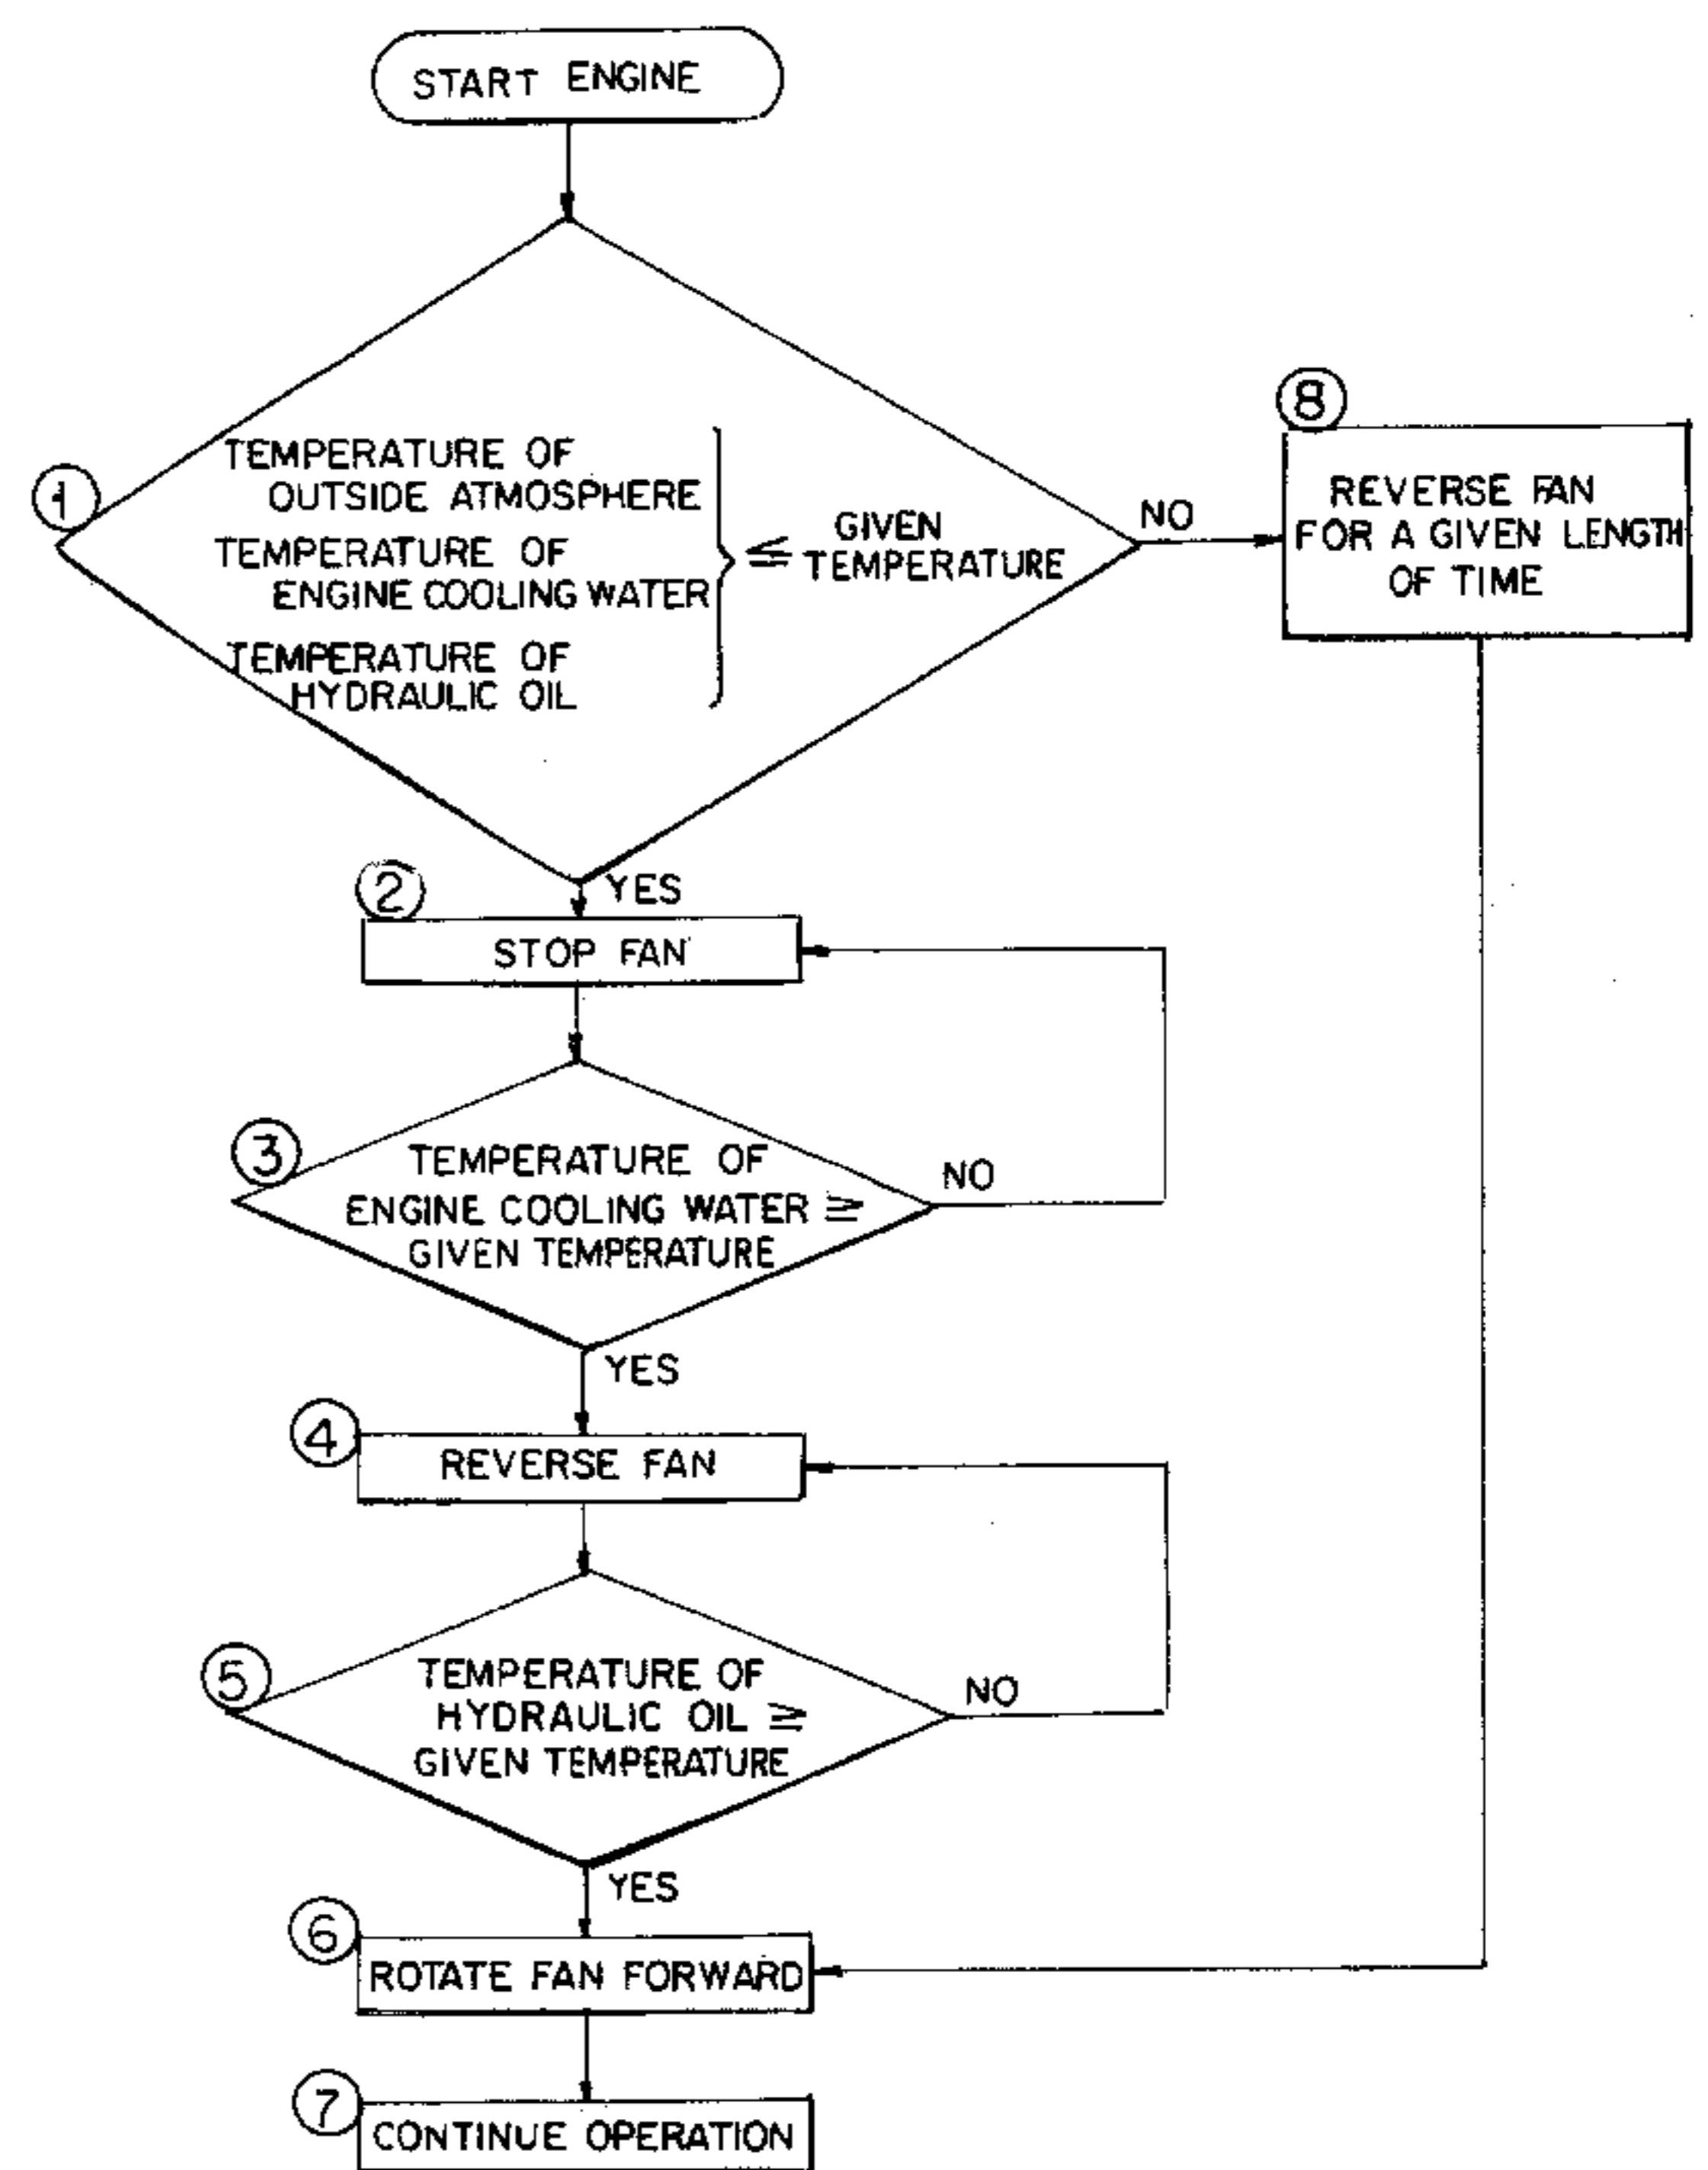 START ENGINE
1
TEMPERATURE OF
OUTSIDE ATMOSPHERE
TEMPERATURE OF
ENGINE COOLING WATER
TEMPERATURE OF
HYDRAULIC OIL
≤ GIVEN
TEMPERATURE
NO
8
REVERSE FAN
FOR A GIVEN LENGTH
OF TIME
YES
2
STOP FAN
3
TEMPERATURE OF
ENGINE COOLING WATER ≥
GIVEN TEMPERATURE
NO
YES
4
REVERSE FAN
5
TEMPERATURE OF
HYDRAULIC OIL ≥
GIVEN TEMPERATURE
NO
YES
6
ROTATE FAN FORWARD
7
CONTINUE OPERATION